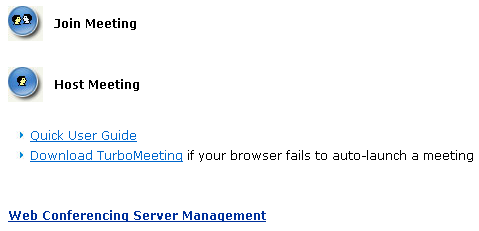 Join Meeting
Host Meeting
Quick User Guide
Download TurboMeeting if your browser fails to auto-launch a meeting
Web Conferencing Server Management